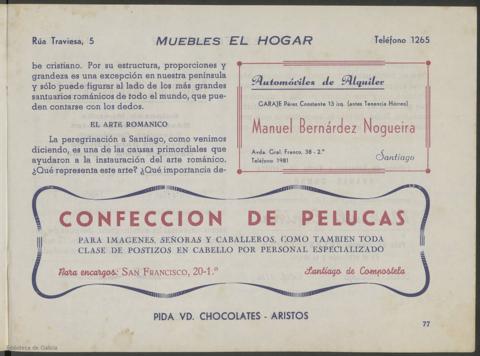 Rúa Traviesa, 5 MUEBLES EL HOGAR Teléfono 1265
be cristiano. Por su estructura, proporciones y
grandeza es una excepción en nuestra península
y sólo puede figurar al lado de los más grandes
santuarios románicos de todo el mundo, que pue-
den contarse con los dedos.
EL ARTE ROMANICO
La peregrinación a Santiago, como venimos
diciendo, es una de las causas primordiales que
ayudaron a la instauración del arte románico.
¿Qué representa este arte? ¿Qué importancia de-
Automóviles de Alquiler
GARAJE Pérez Constante 13 izq. (antes Tenencia Hórreo)
Manuel Bernárdez Nogueira
Avda. Gral. Franco, 38 - 2.º
Teléfono 1981
Santiago
CONFECCION DE PELUCAS
PARA IMAGENES, SEÑORAS Y CABALLEROS, COMO TAMBIEN TODA
CLASE DE POSTIZOS EN CABELLO POR PERSONAL ESPECIALIZADO
Para encargos: SAN FRANCISCO, 20-1.º Santiago de Compostela
PIDA VD. CHOCOLATES - ARISTOS
77
Biblioteca de Galicia